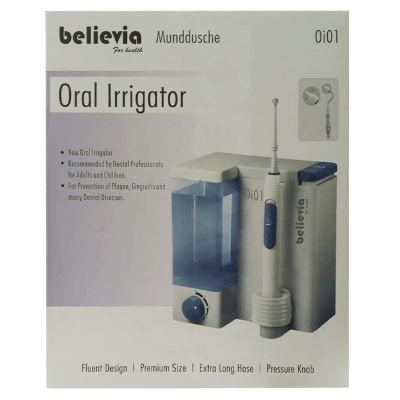 believia Munddusche Oi01
For health
Oral Irrigator
• New Oral Irrigator
• Recommended by Dental Professionals
for Adults and Children.
• For Prevention of Plaque, Gingivitis and
many Dental Diseases.
Oi01
believia
Fluent Design | Premium Size | Extra Long Hose | Pressure Knob